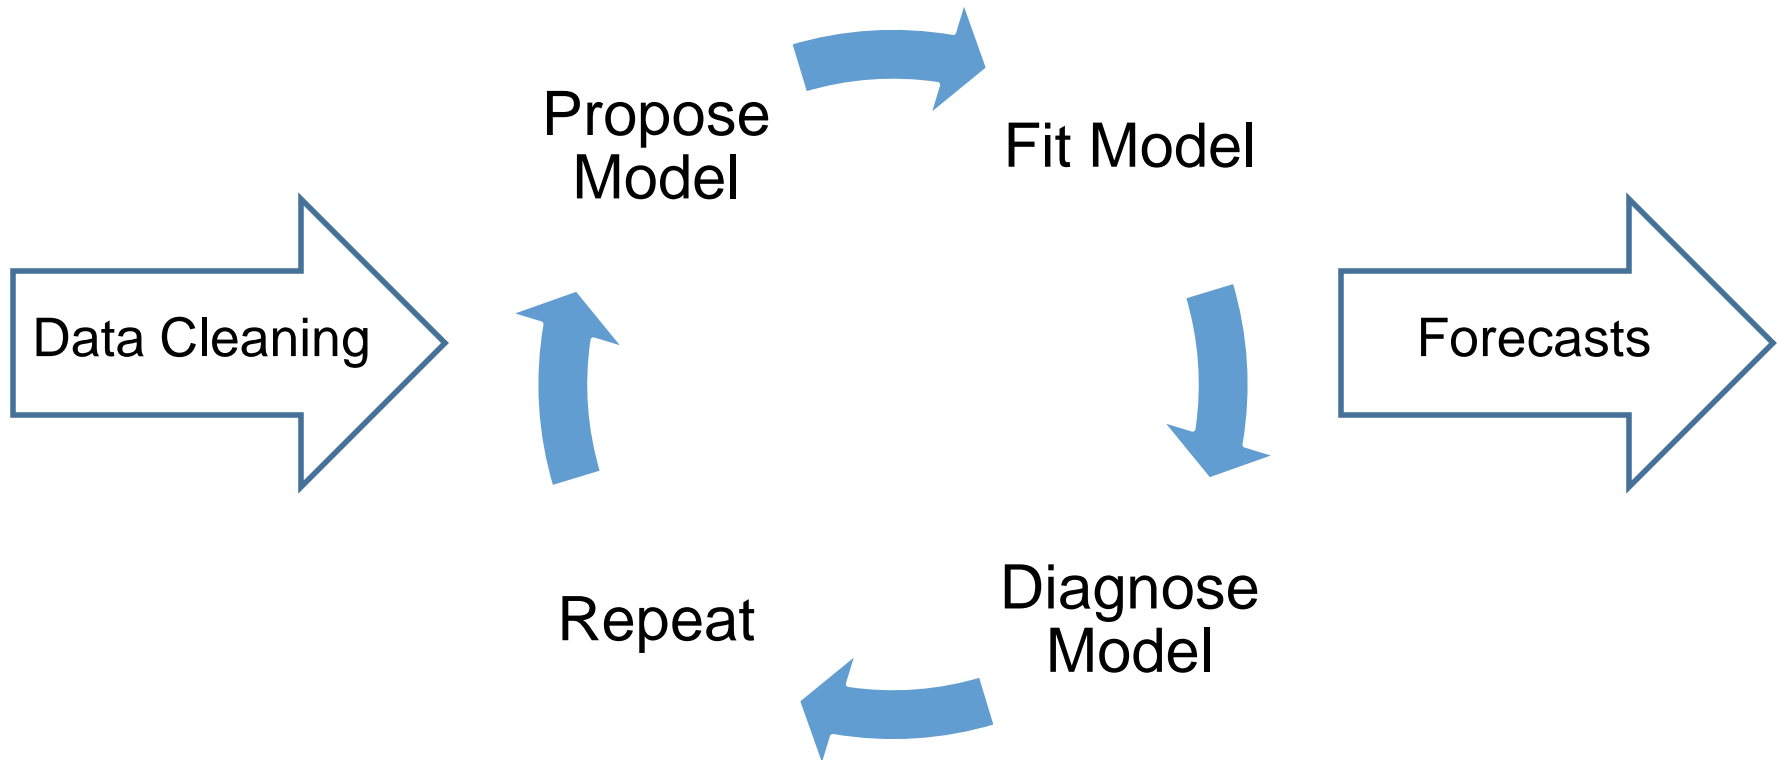 Data Cleaning
Propose
Model
Fit Model
Diagnose
Model
Repeat
Forecasts